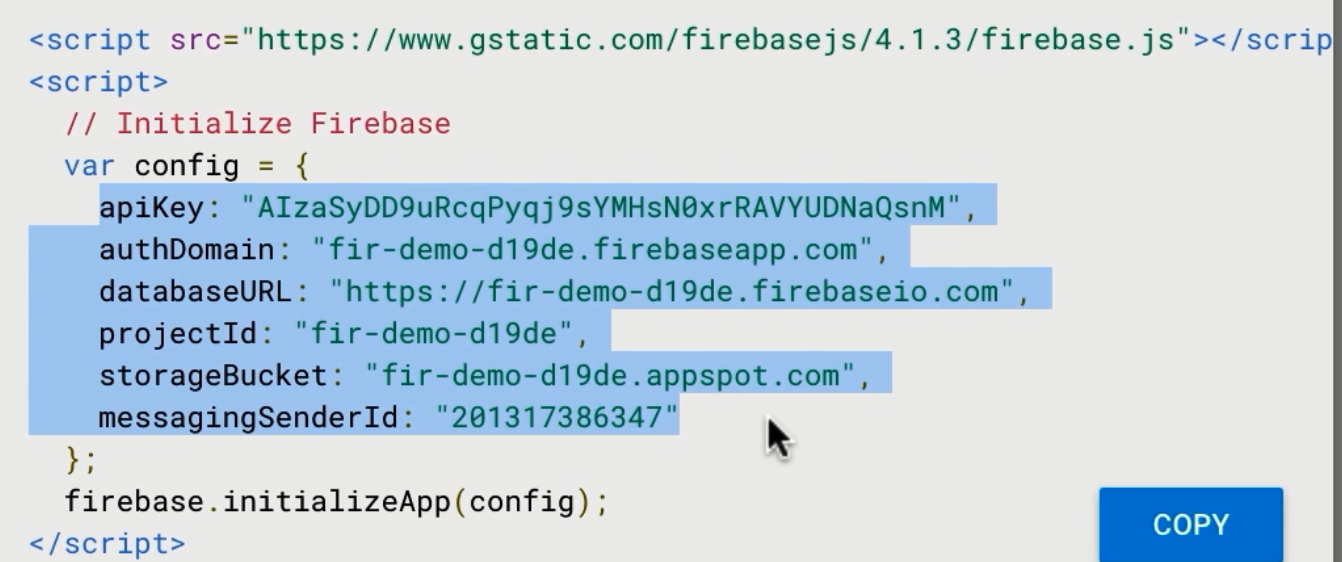 <script src="https://www.gstatic.com/firebasejs/4.1.3/firebase.js"></scrip
<script>
// Initialize Firebase
var config = {
apiKey: "AIzaSyDD9uRcqPyqj9sYMHsN0xrRAVYUDNaQsnM",
authDomain: "fir-demo-d19de.firebaseapp.com",
databaseURL: "https://fir-demo-d19de.firebaseio.com",
projectId: "fir-demo-d19de",
storageBucket: "fir-demo-d19de.appspot.com",
messagingSenderId: "201317386347"
};
firebase.initializeApp(config);
</script>
COPY